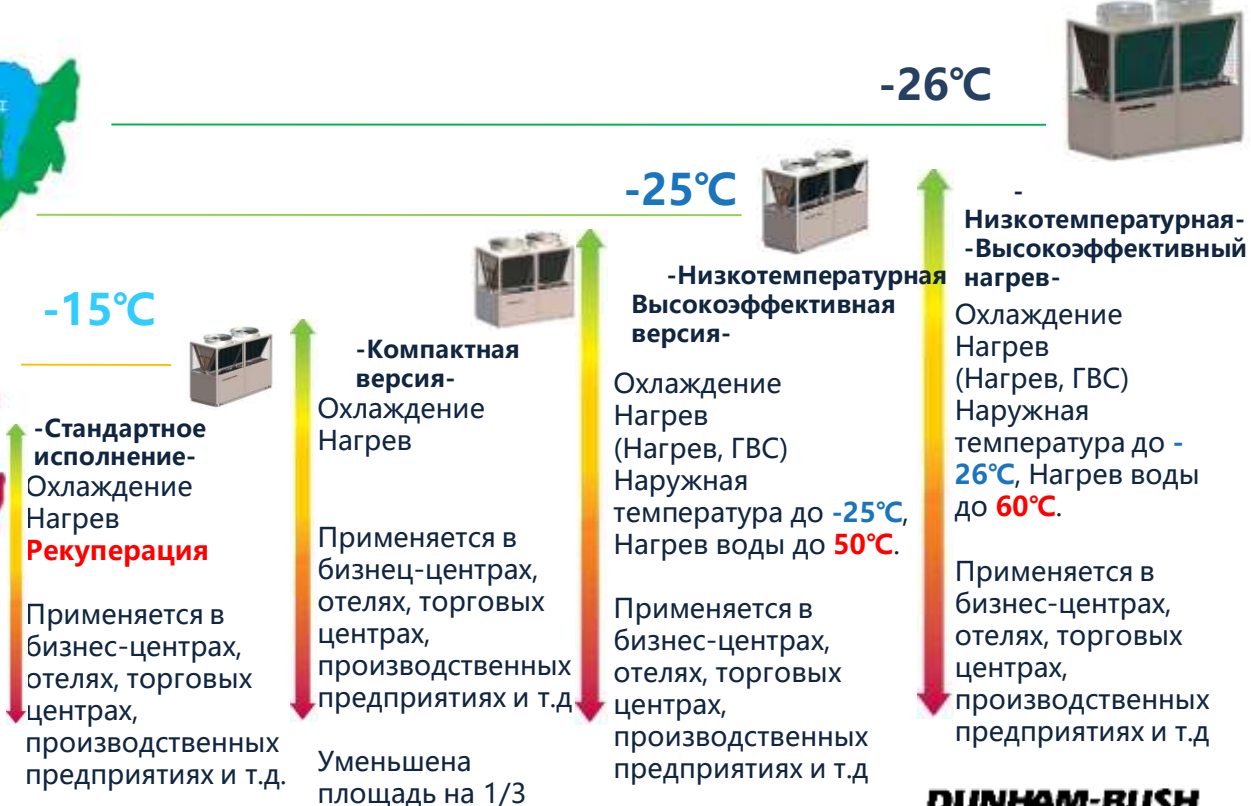 -26℃
-25℃
-15℃
-Стандартное
исполнение-
Охлаждение
Нагрев
Рекуперация
Применяется в
бизнес-центрах,
отелях, торговых
центрах,
производственных
предприятиях и т.д.
-Компактная
версия-
Охлаждение
Нагрев
Применяется в
бизнец-центрах,
отелях, торговых
центрах,
производственных
предприятиях и т.д
Уменьшена
площадь на 1/3
-Низкотемпературная
Высокоэффективная
версия-
Охлаждение
Нагрев
(Нагрев, ГВС)
Наружная
температура до -25℃,
Нагрев воды до 50℃.
Применяется в
бизнес-центрах,
отелях, торговых
центрах,
производственных
предприятиях и т.д
-
Низкотемпературная-
-Высокоэффективный
нагрев-
Охлаждение
Нагрев
(Нагрев, ГВС)
Наружная
температура до -
26℃, Нагрев воды
до 60℃.
Применяется в
бизнес-центрах,
отелях, торговых
центрах,
производственных
предприятиях и т.д
DUNHAM-BUSH